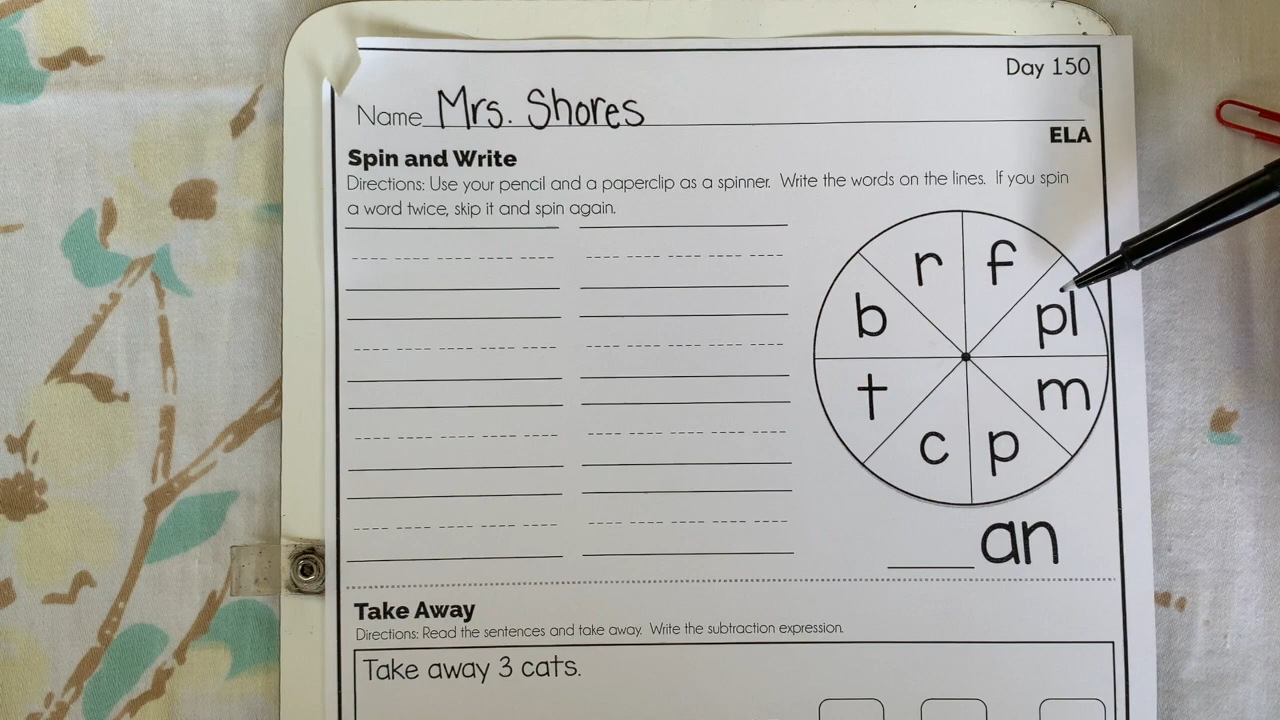 Day 150
Name Mrs. Shores
ELA
Spin and Write
Directions: Use your pencil and a paperclip as a spinner. Write the words on the lines. If you spin
a word twice, skip it and spin again.
r f
b pl
t m
c p
____an
Take Away
Directions: Read the sentences and take away. Write the subtraction expression.
Take away 3 cats.